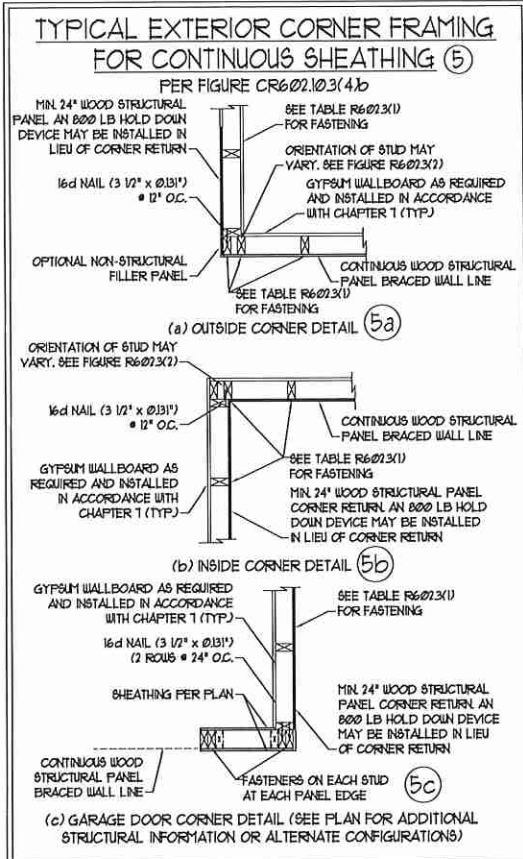 TYPICAL EXTERIOR CORNER FRAMING
FOR CONTINUOUS SHEATHING 5
PER FIGURE CR602.10.3(4)b
MIN. 24" WOOD STRUCTURAL
PANEL AN 800 LB HOLD DOWN
DEVICE MAY BE INSTALLED IN
LIEU OF CORNER RETURN
SEE TABLE R602.3(1)
FOR FASTENING
ORIENTATION OF STUD MAY
VARY. SEE FIGURE R602.3(2)
16d NAIL (3 1/2" x 0.131")
@ 12" O.C.
GYPSUM WALLBOARD AS REQUIRED
AND INSTALLED IN ACCORDANCE
WITH CHAPTER 7 (TYP.)
OPTIONAL NON-STRUCTURAL
FILLER PANEL
CONTINUOUS WOOD STRUCTURAL
PANEL BRACED WALL LINE
SEE TABLE R602.3(1)
FOR FASTENING
(a) OUTSIDE CORNER DETAIL 5a
ORIENTATION OF STUD MAY
VARY. SEE FIGURE R602.3(2)
16d NAIL (3 1/2" x 0.131")
@ 12" O.C.
CONTINUOUS WOOD STRUCTURAL
PANEL BRACED WALL LINE
SEE TABLE R602.3(1)
FOR FASTENING
GYPSUM WALLBOARD AS
REQUIRED AND INSTALLED
IN ACCORDANCE WITH
CHAPTER 7 (TYP.)
MIN. 24" WOOD STRUCTURAL PANEL
CORNER RETURN. AN 800 LB HOLD
DOWN DEVICE MAY BE INSTALLED
IN LIEU OF CORNER RETURN
(b) INSIDE CORNER DETAIL 5b
GYPSUM WALLBOARD AS REQUIRED
AND INSTALLED IN ACCORDANCE
WITH CHAPTER 7 (TYP.)
SEE TABLE R602.3(1)
FOR FASTENING
16d NAIL (3 1/2" x 0.131")
(2 ROWS @ 24" O.C.
SHEATHING PER PLAN
MIN. 24" WOOD STRUCTURAL
PANEL CORNER RETURN. AN
800 LB HOLD DOWN DEVICE
MAY BE INSTALLED IN LIEU
OF CORNER RETURN
CONTINUOUS WOOD
STRUCTURAL PANEL
BRACED WALL LINE
FASTENERS ON EACH STUD
AT EACH PANEL EDGE
5c
(c) GARAGE DOOR CORNER DETAIL (SEE PLAN FOR ADDITIONAL
STRUCTURAL INFORMATION OR ALTERNATE CONFIGURATIONS)